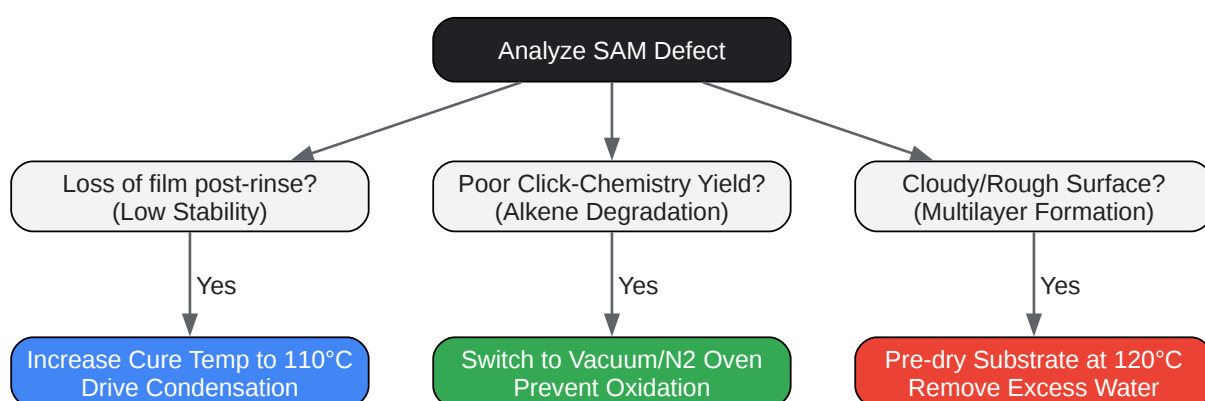 Analyze SAM Defect
Loss of film post-rinse?
(Low Stability)
Poor Click-Chemistry Yield?
(Alkene Degradation)
Cloudy/Rough Surface?
(Multilayer Formation)
Yes
Yes
Yes
Increase Cure Temp to 110°C
Drive Condensation
Switch to Vacuum/N2 Oven
Prevent Oxidation
Pre-dry Substrate at 120°C
Remove Excess Water